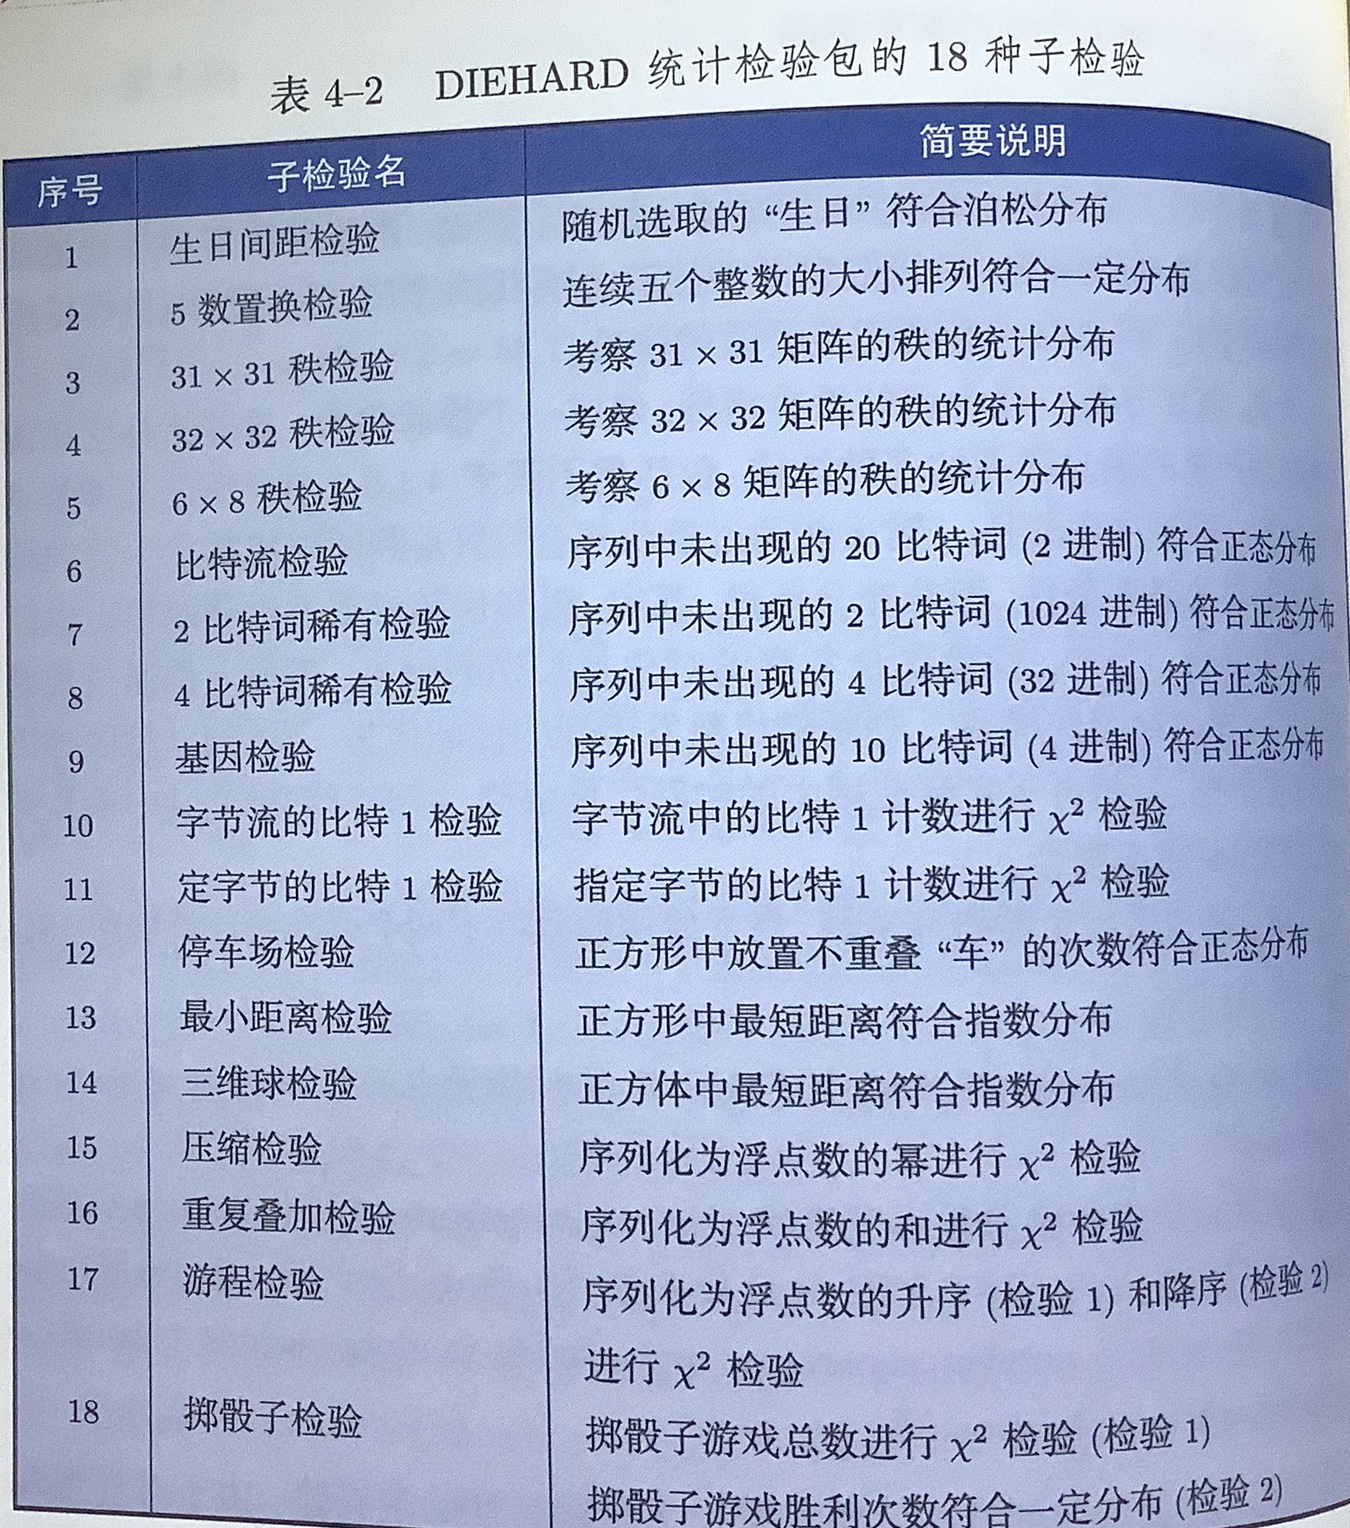 表 4–2 DIEHARD 统计检验包的 18 种子检验
序号 子检验名 简要说明
1 生日间距检验 随机选取的“生日”符合泊松分布
2 5 数置换检验 连续五个整数的大小排列符合一定分布
3 31 × 31 秩检验 考察 31 × 31 矩阵的秩的统计分布
4 32 × 32 秩检验 考察 32 × 32 矩阵的秩的统计分布
5 6 × 8 秩检验 考察 6 × 8 矩阵的秩的统计分布
6 比特流检验 序列中未出现的 20 比特词 (2 进制) 符合正态分布
7 2 比特词稀有检验 序列中未出现的 2 比特词 (1024 进制) 符合正态分布
8 4 比特词稀有检验 序列中未出现的 4 比特词 (32 进制) 符合正态分布
9 基因检验 序列中未出现的 10 比特词 (4 进制) 符合正态分布
10 字节流的比特 1 检验 字节流中的比特 1 计数进行 χ² 检验
11 定字节的比特 1 检验 指定字节的比特 1 计数进行 χ² 检验
12 停车场检验 正方形中放置不重叠“车”的次数符合正态分布
13 最小距离检验 正方形中最短距离符合指数分布
14 三维球检验 正方体中最短距离符合指数分布
15 压缩检验 序列化为浮点数的幂进行 χ² 检验
16 重复叠加检验 序列化为浮点数的和进行 χ² 检验
17 游程检验 序列化为浮点数的升序 (检验 1) 和降序 (检验 2)
进行 χ² 检验
18 掷骰子检验 掷骰子游戏总数进行 χ² 检验 (检验 1)
掷骰子游戏胜利次数符合一定分布 (检验 2)